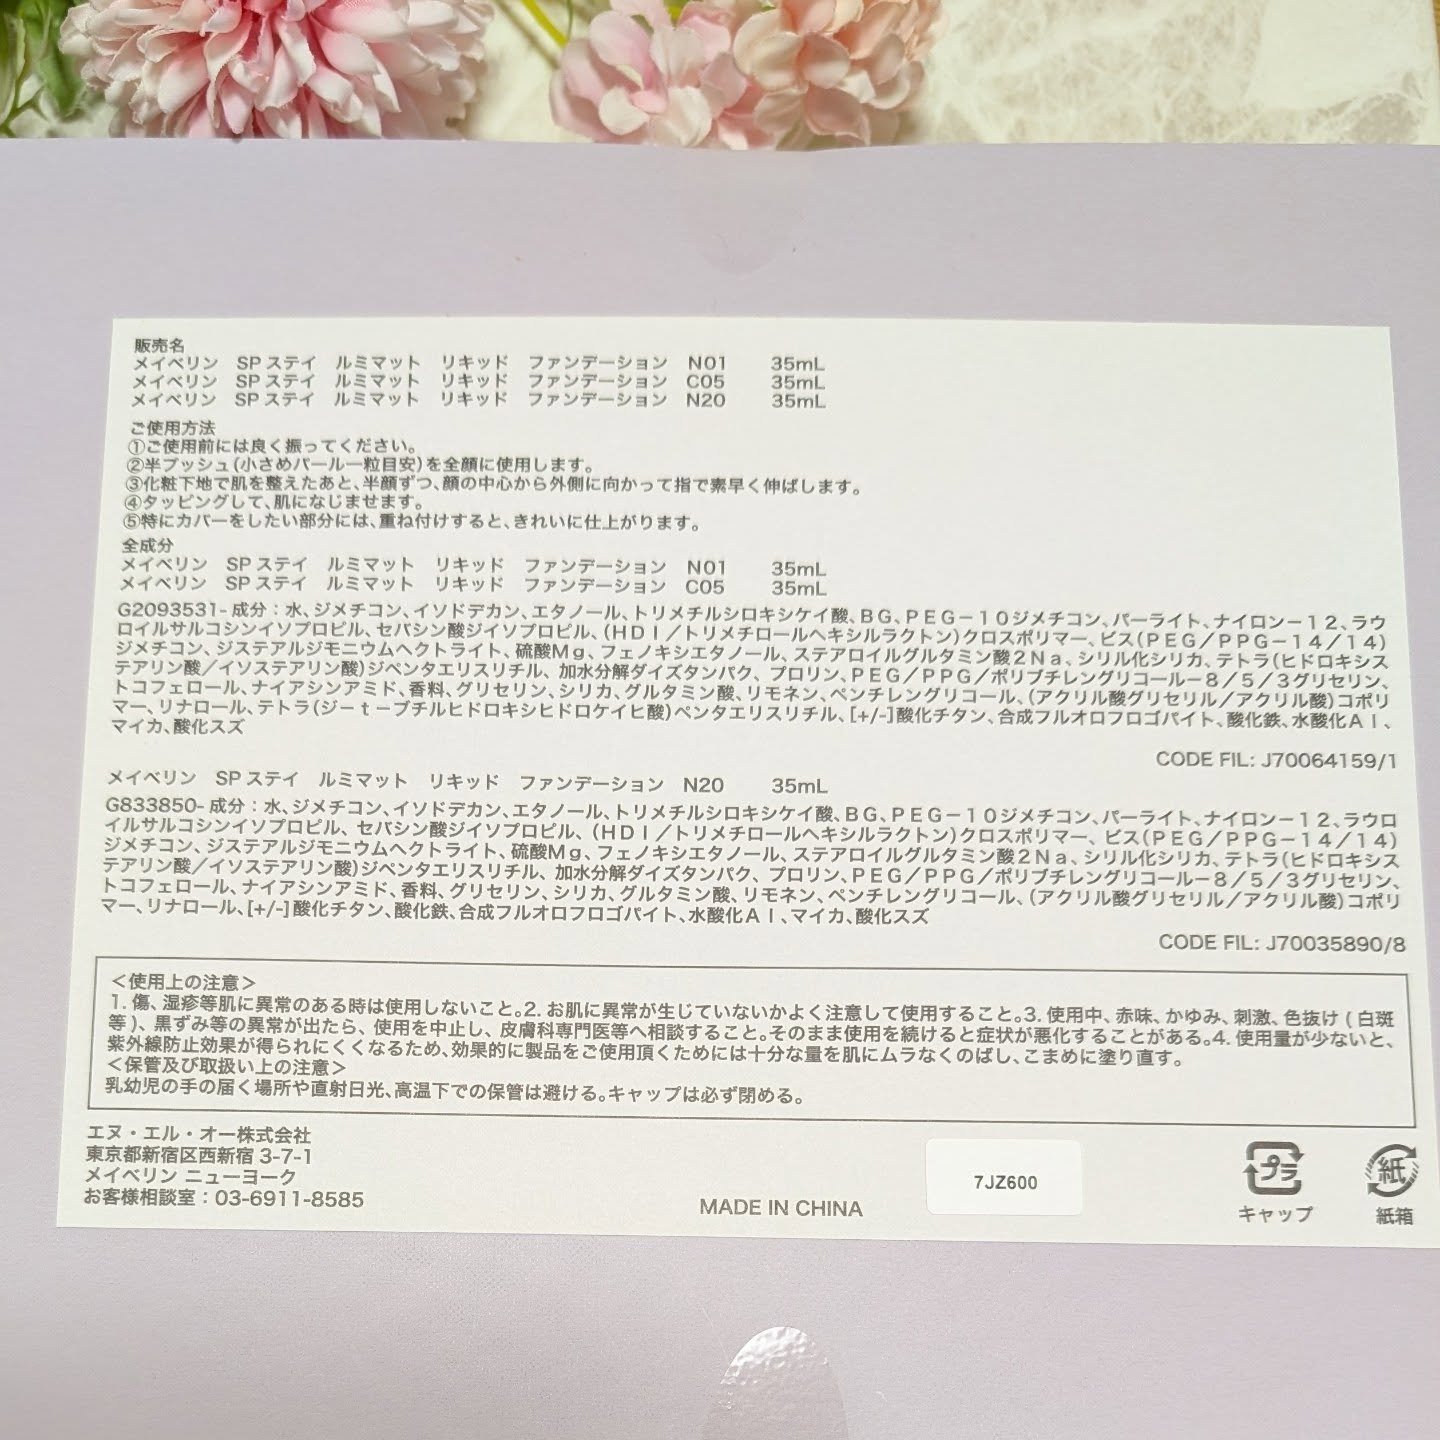 販売名
メイベリン SPステイ ルミマット リキッド ファンデーション N01 35mL
メイベリン SPステイ ルミマット リキッド ファンデーション C05 35mL
メイベリン SPステイ ルミマット リキッド ファンデーション N20 35mL
ご使用方法
①ご使用前には良く振ってください。
②半プッシュ(小さめパール一粒目安)を全顔に使用します。
③化粧下地で肌を整えたあと、半顔ずつ、顔の中心から外側に向かって指で素早く伸ばします。
④タッピングして、肌になじませます。
⑤特にカバーをしたい部分には、重ね付けすると、きれいに仕上がります。
全成分
メイベリン SPステイ ルミマット リキッド ファンデーション N01 35mL
メイベリン SPステイ ルミマット リキッド ファンデーション C05 35mL
G2093531-成分：水、ジメチコン、イソドデカン、エタノール、トリメチルシロキシケイ酸、ＢＧ、ＰＥＧ－１０ジメチコン、パーライト、ナイロン－１２、ラウ
ロイルサルコシンイソプロピル、セバシン酸ジイソプロピル、（ＨＤＩ／トリメチロールヘキシルラクトン）クロスポリマー、ビス（ＰＥＧ／ＰＰＧ－１４／１４）
ジメチコン、ジステアルジモニウムヘクトライト、硫酸Ｍｇ、フェノキシエタノール、ステアロイルグルタミン酸２Ｎａ、シリル化シリカ、テトラ（ヒドロキシス
テアリン酸／イソステアリン酸）ジペンタエリスリチル、加水分解ダイズタンパク、プロリン、ＰＥＧ／ＰＰＧ／ポリブチレングリコール－８／５／３グリセリン、
トコフェロール、ナイアシンアミド、香料、グリセリン、シリカ、グルタミン酸、リモネン、ペンチレングリコール、（アクリル酸グリセリル／アクリル酸）コポリ
マー、リナロール、テトラ（ジ－ｔ－ブチルヒドロキシヒドロケイヒ酸）ペンタエリスリチル、[+/-]酸化チタン、合成フルオロフロゴパイト、酸化鉄、水酸化Ａｌ、
マイカ、酸化スズ
CODE FIL: J70064159/1
メイベリン SPステイ ルミマット リキッド ファンデーション N20 35mL
G833850-成分：水、ジメチコン、イソドデカン、エタノール、トリメチルシロキシケイ酸、ＢＧ、ＰＥＧ－１０ジメチコン、パーライト、ナイロン－１２、ラウロ
イルサルコシンイソプロピル、セバシン酸ジイソプロピル、（ＨＤＩ／トリメチロールヘキシルラクトン）クロスポリマー、ビス（ＰＥＧ／ＰＰＧ－１４／１４）
ジメチコン、ジステアルジモニウムヘクトライト、硫酸Ｍｇ、フェノキシエタノール、ステアロイルグルタミン酸２Ｎａ、シリル化シリカ、テトラ（ヒドロキシス
テアリン酸／イソステアリン酸）ジペンタエリスリチル、加水分解ダイズタンパク、プロリン、ＰＥＧ／ＰＰＧ／ポリブチレングリコール－８／５／３グリセリン、
トコフェロール、ナイアシンアミド、香料、グリセリン、シリカ、グルタミン酸、リモネン、ペンチレングリコール、（アクリル酸グリセリル／アクリル酸）コポリ
マー、リナロール、[+/-]酸化チタン、酸化鉄、合成フルオロフロゴパイト、水酸化Ａｌ、マイカ、酸化スズ
CODE FIL: J70035890/8
＜使用上の注意＞
1. 傷、湿疹等肌に異常のある時は使用しないこと。2. お肌に異常が生じていないかよく注意して使用すること。3. 使用中、赤味、かゆみ、刺激、色抜け(白斑
等)、黒ずみ等の異常が出たら、使用を中止し、皮膚科専門医等へ相談すること。そのまま使用を続けると症状が悪化することがある。4. 使用量が少ないと、
紫外線防止効果が得られにくくなるため、効果的に製品をご使用頂くためには十分な量を肌にムラなくのばし、こまめに塗り直す。
＜保管及び取扱い上の注意＞
乳幼児の手の届く場所や直射日光、高温下での保管は避ける。キャップは必ず閉める。
エヌ・エル・オー株式会社
東京都新宿区西新宿 3-7-1
メイベリン ニューヨーク
お客様相談室：03-6911-8585
MADE IN CHINA
7JZ600
プラ
キャップ
紙
紙箱